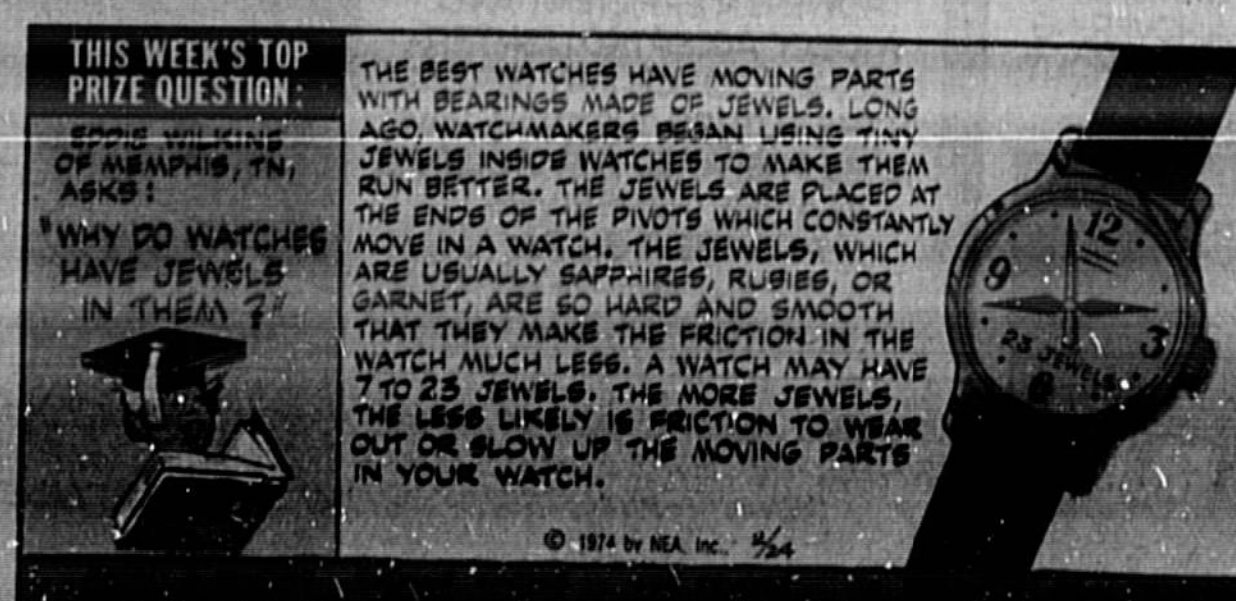 THIS WEEK'S TOP
PRIZE QUESTION:
EDDIE WILKINS
OF MEMPHIS, TN,
ASKS:
"WHY DO WATCHES
HAVE JEWELS
IN THEM?"
THE BEST WATCHES HAVE MOVING PARTS
WITH BEARINGS MADE OF JEWELS. LONG
AGO, WATCHMAKERS BEGAN USING TINY
JEWELS INSIDE WATCHES TO MAKE THEM
RUN BETTER. THE JEWELS ARE PLACED AT
THE ENDS OF THE PIVOTS WHICH CONSTANTLY
MOVE IN A WATCH. THE JEWELS, WHICH
ARE USUALLY SAPPHIRES, RUBIES, OR
GARNET, ARE SO HARD AND SMOOTH
THAT THEY MAKE THE FRICTION IN THE
WATCH MUCH LESS. A WATCH MAY HAVE
7 TO 23 JEWELS. THE MORE JEWELS,
THE LESS LIKELY IS FRICTION TO WEAR
OUT OR SLOW UP THE MOVING PARTS
IN YOUR WATCH.
© 1974 by NEA, Inc. 11/24
12
9
3
23 JEWELS
6